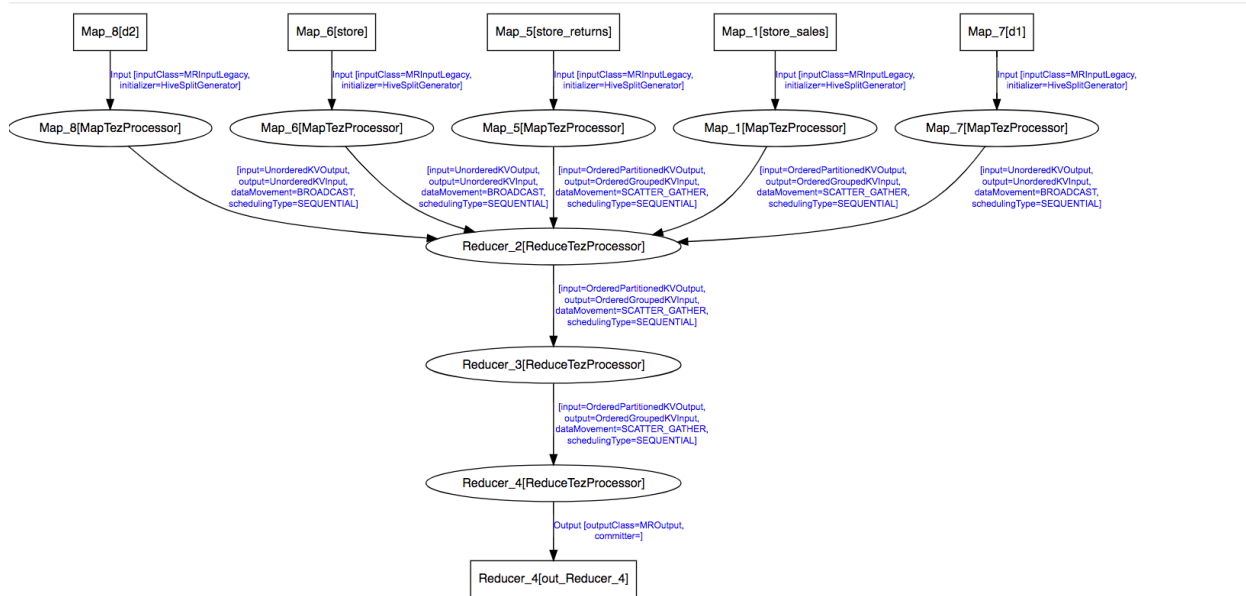 Map_8[d2]
Map_6[store]
Map_5[store_returns]
Map_1[store_sales]
Map_7[d1]
Input [inputClass=MRInputLegacy,
initializer=HiveSplitGenerator]
Input [inputClass=MRInputLegacy,
initializer=HiveSplitGenerator]
Input [inputClass=MRInputLegacy,
initializer=HiveSplitGenerator]
Input [inputClass=MRInputLegacy,
initializer=HiveSplitGenerator]
Input [inputClass=MRInputLegacy,
initializer=HiveSplitGenerator]
Map_8[MapTezProcessor]
Map_6[MapTezProcessor]
Map_5[MapTezProcessor]
Map_1[MapTezProcessor]
Map_7[MapTezProcessor]
[input=UnorderedKVOutput,
output=UnorderedKVInput,
dataMovement=BROADCAST,
schedulingType=SEQUENTIAL]
[input=UnorderedKVOutput,
output=UnorderedKVInput,
dataMovement=BROADCAST,
schedulingType=SEQUENTIAL]
[input=OrderedPartitionedKVOutput,
output=OrderedGroupedKVInput,
dataMovement=SCATTER_GATHER,
schedulingType=SEQUENTIAL]
[input=OrderedPartitionedKVOutput,
output=OrderedGroupedKVInput,
dataMovement=SCATTER_GATHER,
schedulingType=SEQUENTIAL]
[input=UnorderedKVOutput,
output=UnorderedKVInput,
dataMovement=BROADCAST,
schedulingType=SEQUENTIAL]
Reducer_2[ReduceTezProcessor]
[input=OrderedPartitionedKVOutput,
output=OrderedGroupedKVInput,
dataMovement=SCATTER_GATHER,
schedulingType=SEQUENTIAL]
Reducer_3[ReduceTezProcessor]
[input=OrderedPartitionedKVOutput,
output=OrderedGroupedKVInput,
dataMovement=SCATTER_GATHER,
schedulingType=SEQUENTIAL]
Reducer_4[ReduceTezProcessor]
Output [outputClass=MROutput,
committer=]
Reducer_4[out_Reducer_4]